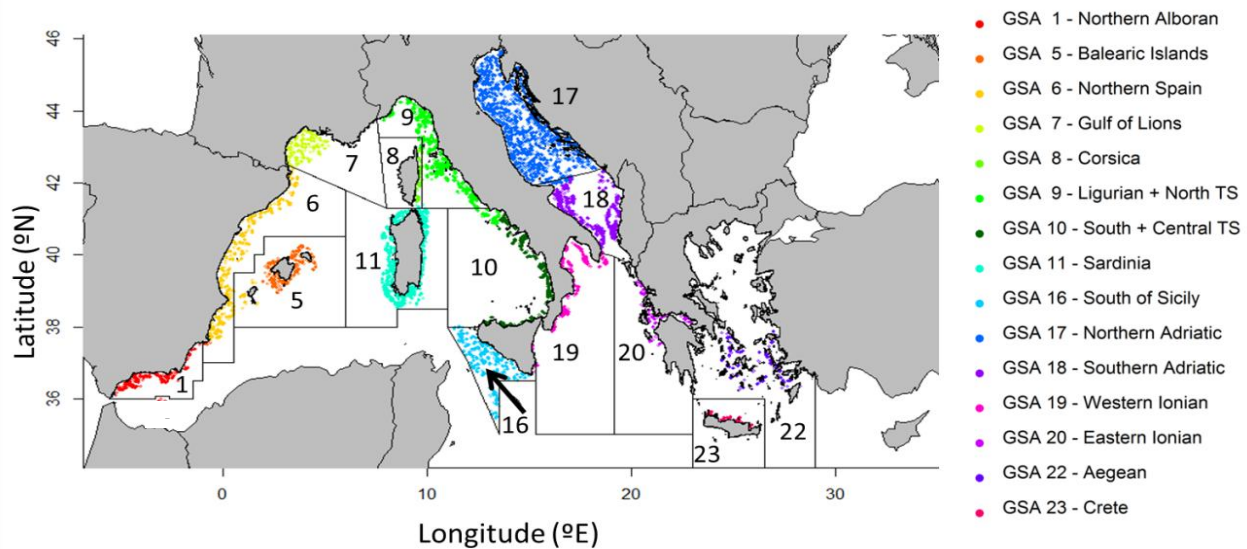 46
44
42
40
38
36
Latitude (ºN)
0
10
20
30
Longitude (ºE)
17
9
8
7
18
6
11
10
5
19
20
1
16
22
23
GSA 1 - Northern Alboran
GSA 5 - Balearic Islands
GSA 6 - Northern Spain
GSA 7 - Gulf of Lions
GSA 8 - Corsica
GSA 9 - Ligurian + North TS
GSA 10 - South + Central TS
GSA 11 - Sardinia
GSA 16 - South of Sicily
GSA 17 - Northern Adriatic
GSA 18 - Southern Adriatic
GSA 19 - Western Ionian
GSA 20 - Eastern Ionian
GSA 22 - Aegean
GSA 23 - Crete